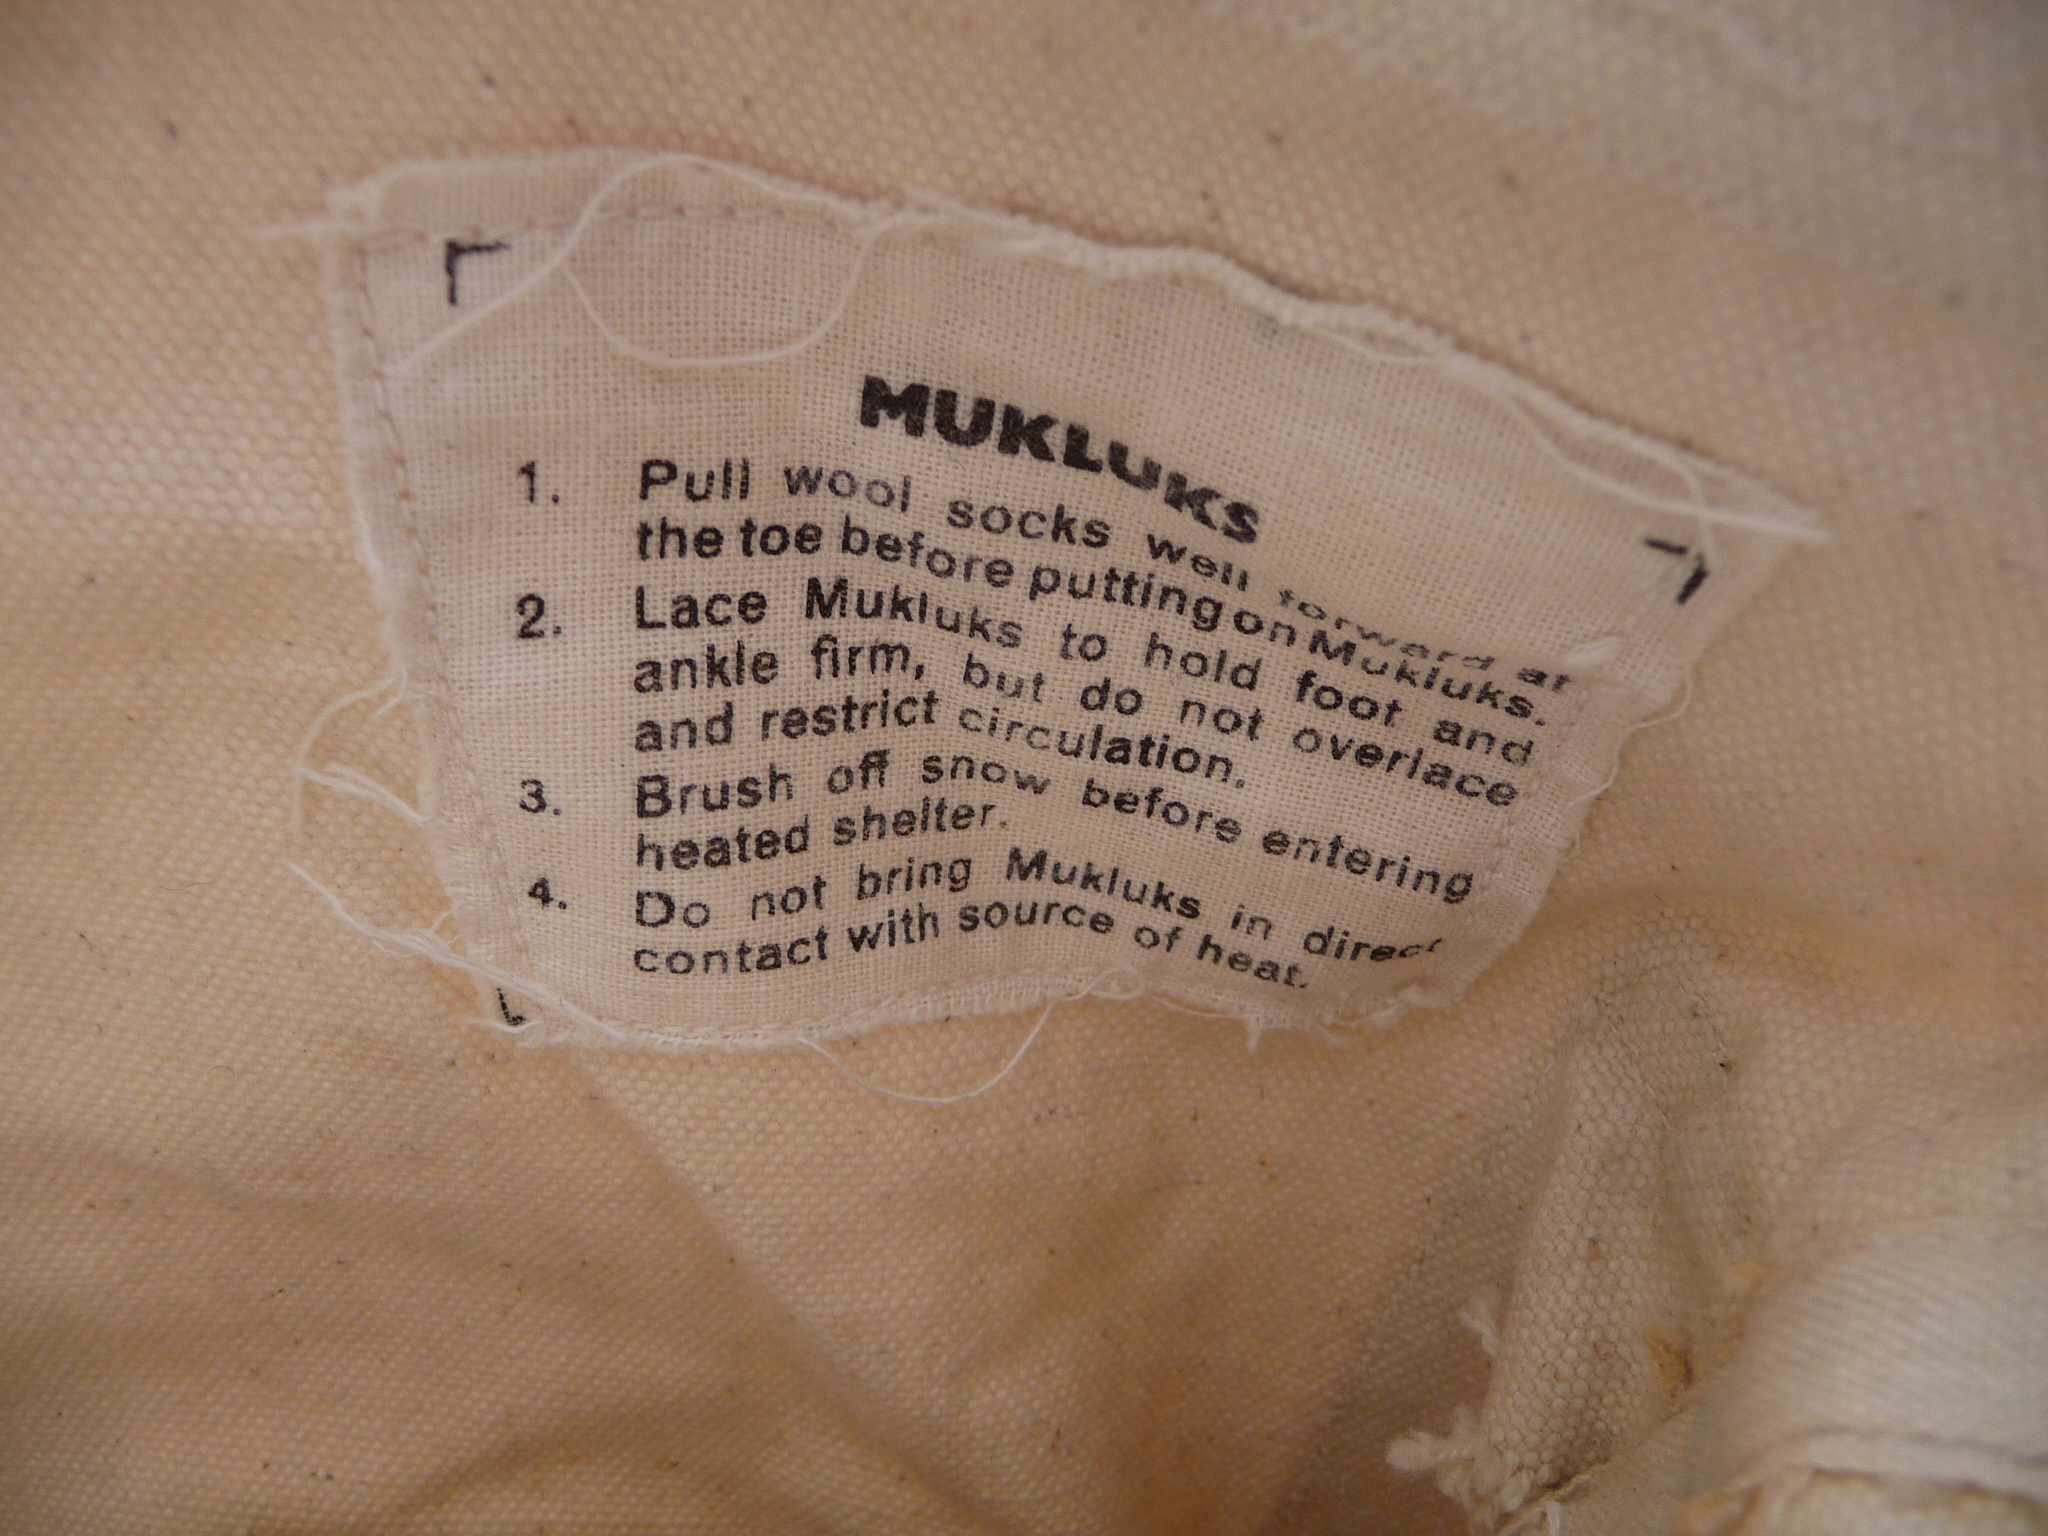 MUKLUKS
1. Pull wool socks well forward at
the toe before putting on Mukluks.
2. Lace Mukluks to hold foot and
ankle firm, but do not overlace
and restrict circulation.
3. Brush off snow before entering
heated shelter.
4. Do not bring Mukluks in direct
contact with source of heat.